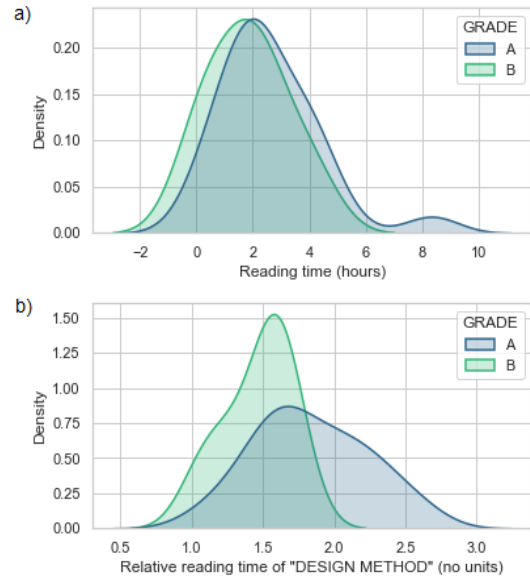 a)
GRADE
A
B
Density
0.20
0.15
0.10
0.05
0.00
−2 0 2 4 6 8 10
Reading time (hours)
b)
GRADE
A
B
Density
1.50
1.25
1.00
0.75
0.50
0.25
0.00
0.5 1.0 1.5 2.0 2.5 3.0
Relative reading time of "DESIGN METHOD" (no units)